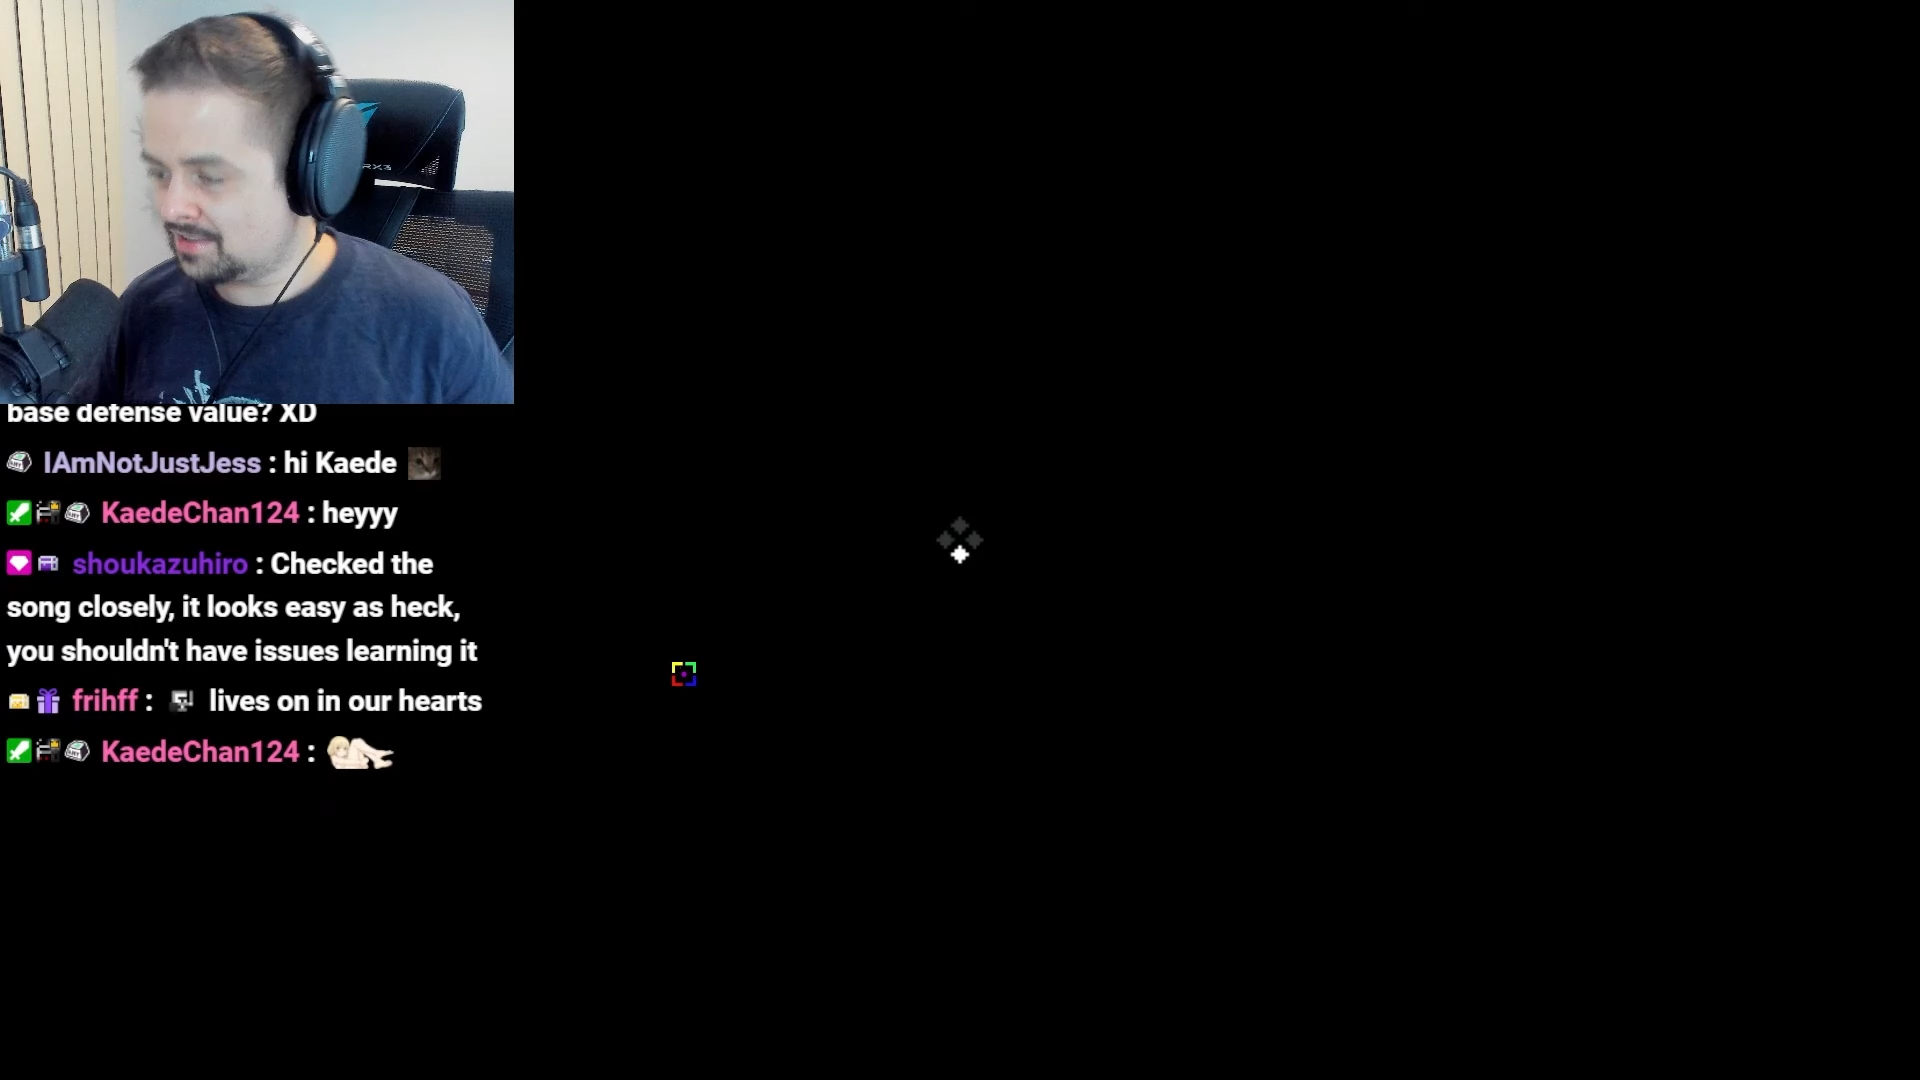 RX3
base defense value? XD
IAmNotJustJess : hi Kaede
KaedeChan124 : heyyy
shoukazuhiro : Checked the
song closely, it looks easy as heck,
you shouldn't have issues learning it
frihff : lives on in our hearts
KaedeChan124 :